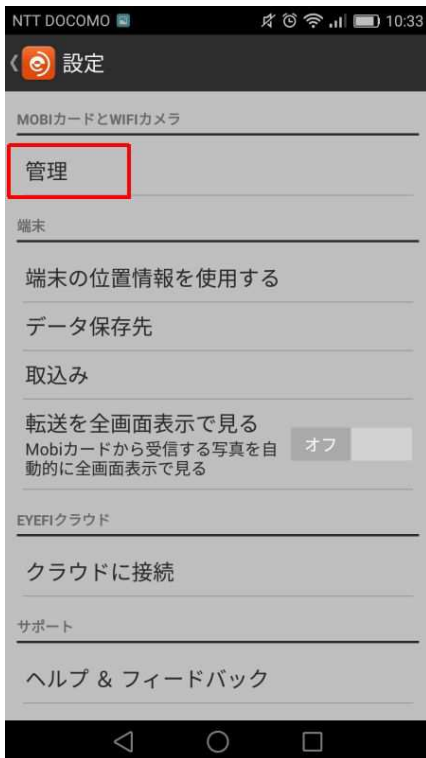 NTT DOCOMO 10:33
設定
MOBIカードとWIFIカメラ
管理
端末
端末の位置情報を使用する
データ保存先
取込み
転送を全画面表示で見る
Mobiカードから受信する写真を自
動的に全画面表示で見る
オフ
EYEFIクラウド
クラウドに接続
サポート
ヘルプ & フィードバック